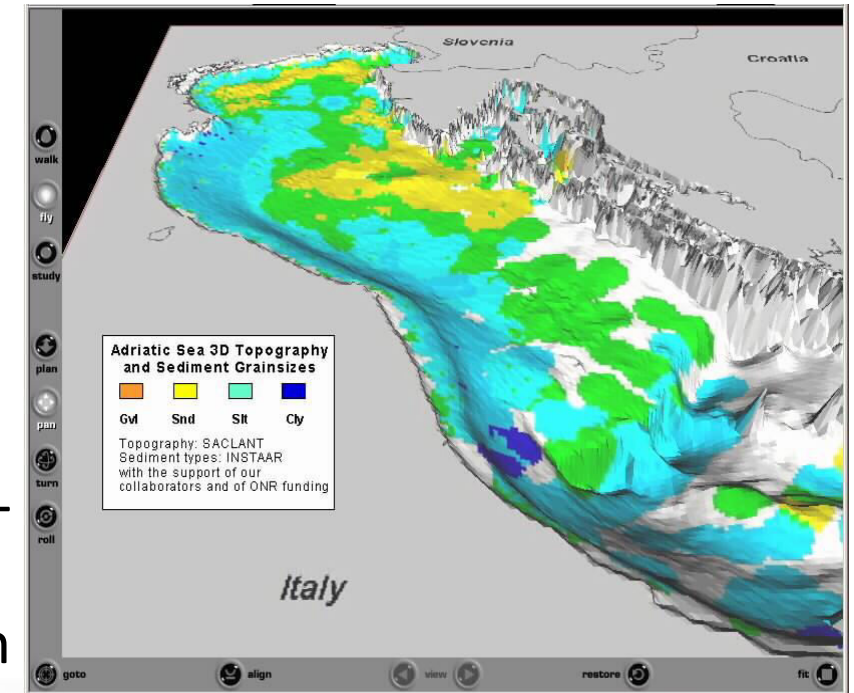 Slovenia
Croatia
walk
fly
study
plan
pan
turn
roll
Adriatic Sea 3D Topography
and Sediment Grainsizes
Gvl Snd Slt Cly
Topography: SACLANT
Sediment types: INSTAAR
with the support of our
collaborators and of ONR funding
Italy
goto align view restore fit